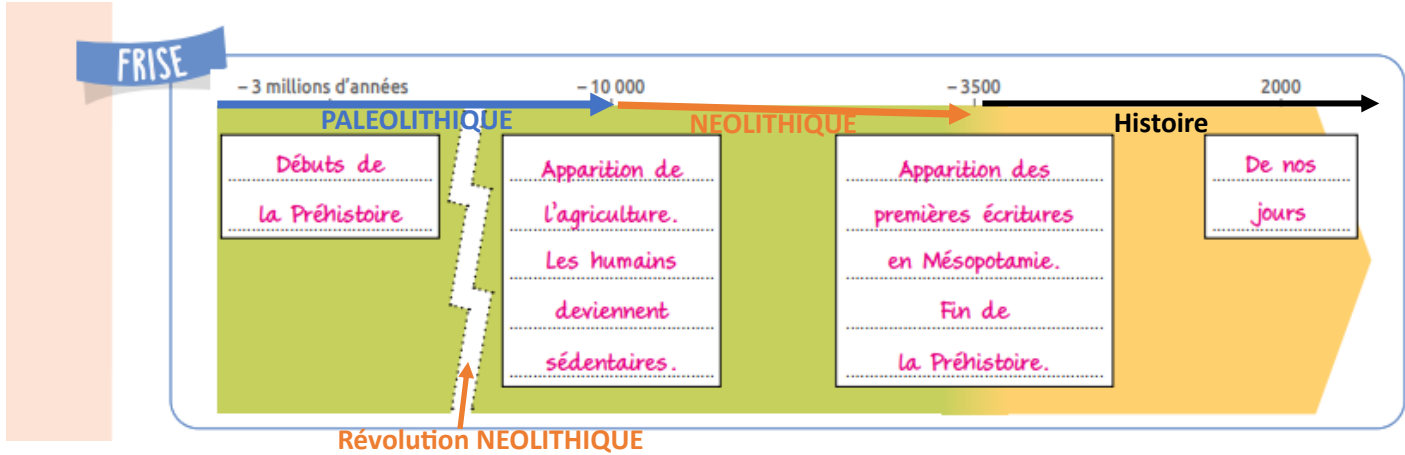 FRISE
– 3 millions d'années
– 10 000
– 3500
2000
PALEOLITHIQUE
NEOLITHIQUE
Histoire
Débuts de
la Préhistoire
Apparition de
l'agriculture.
Les humains
deviennent
sédentaires.
Apparition des
premières écritures
en Mésopotamie.
Fin de
la Préhistoire.
De nos
jours
Révolution NEOLITHIQUE